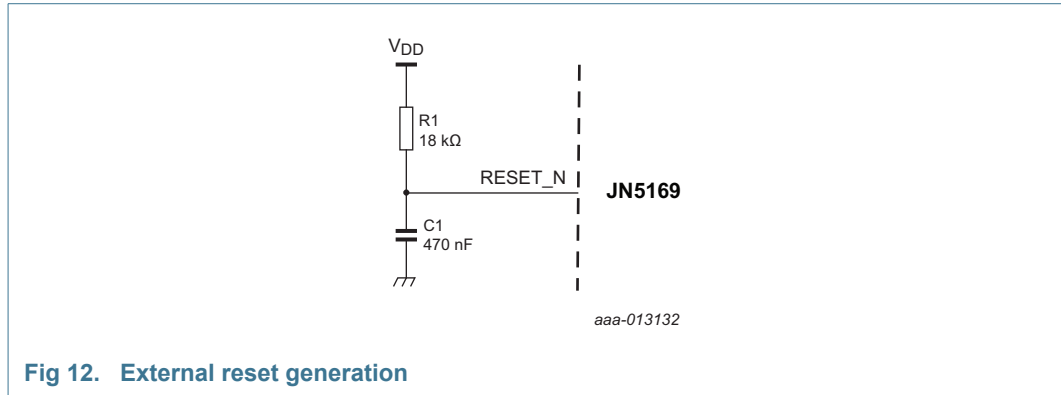 VDD
R1
18 kΩ
RESET_N
JN5169
C1
470 nF
aaa-013132
Fig 12. External reset generation